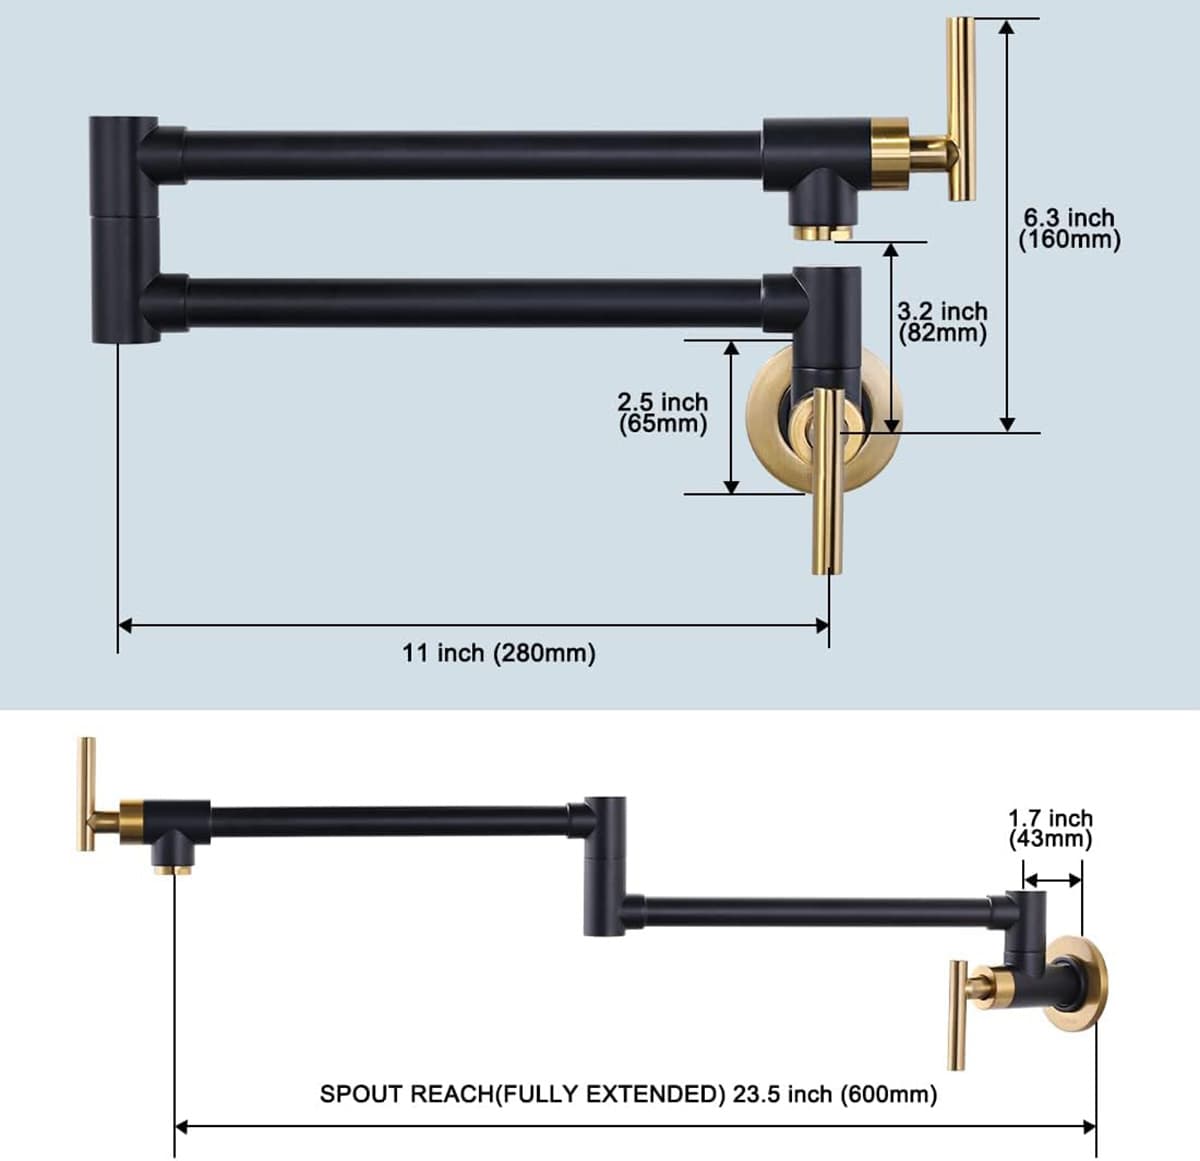 6.3 inch
(160mm)
3.2 inch
(82mm)
2.5 inch
(65mm)
11 inch (280mm)
1.7 inch
(43mm)
SPOUT REACH(FULLY EXTENDED) 23.5 inch (600mm)